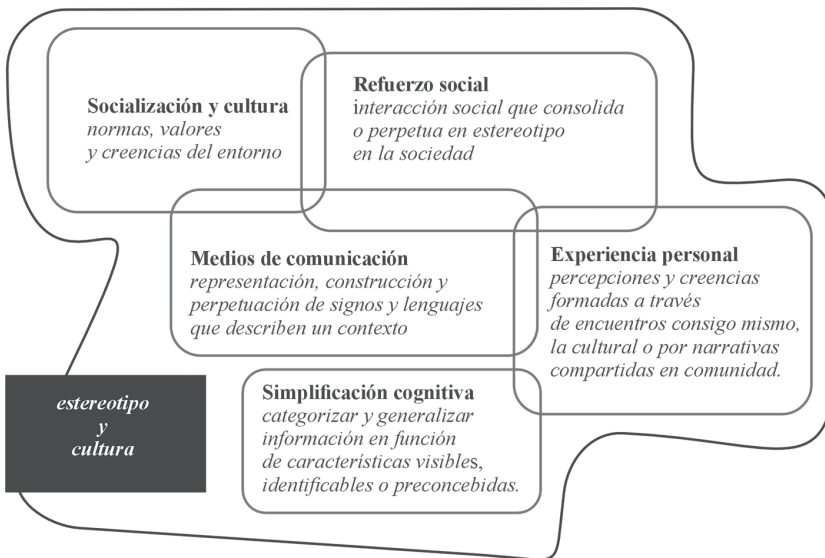 Socialización y cultura
normas, valores
y creencias del entorno
Refuerzo social
interacción social que consolida
o perpetua en estereotipo
en la sociedad
Medios de comunicación
representación, construcción y
perpetuación de signos y lenguajes
que describen un contexto
Experiencia personal
percepciones y creencias
formadas a través
de encuentros consigo mismo,
la cultural o por narrativas
compartidas en comunidad.
Simplificación cognitiva
categorizar y generalizar
información en función
de características visibles,
identificables o preconcebidas.
estereotipo
y
cultura